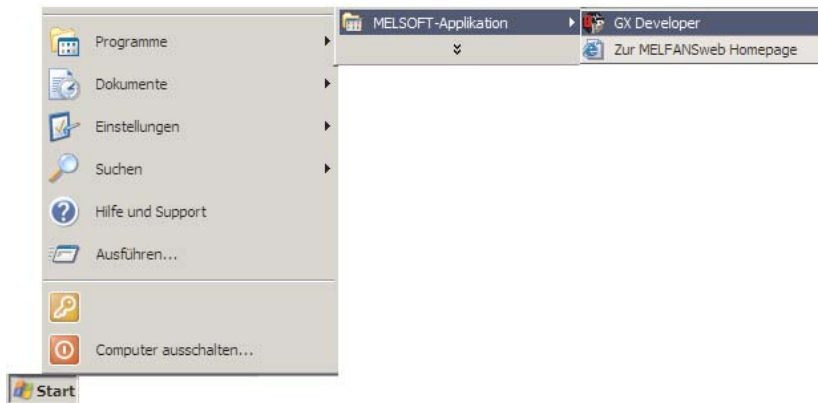 Programme
Dokumente
Einstellungen
Suchen
Hilfe und Support
Ausführen...
Computer ausschalten...
Start
MELSOFT-Applikation
GX Developer
Zur MELFANSweb Homepage